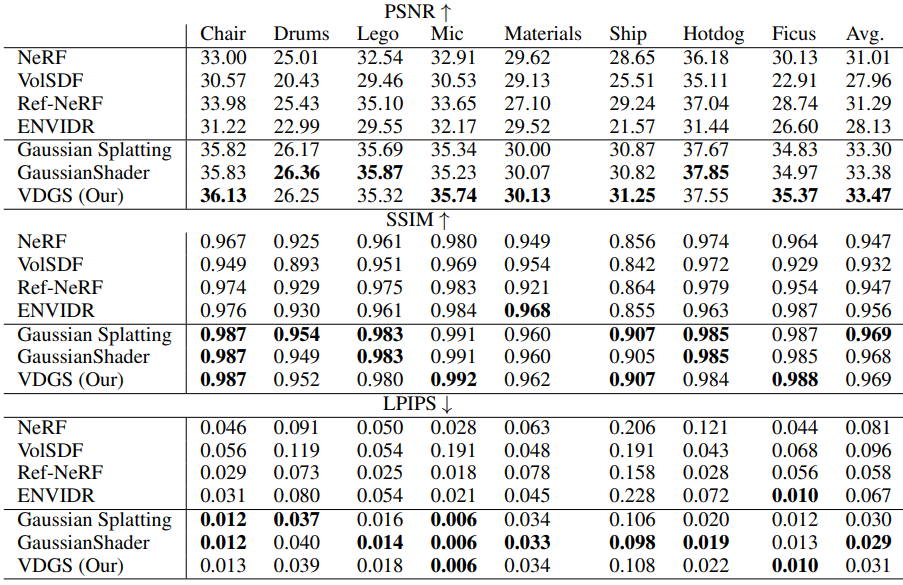 PSNR ↑
Chair Drums Lego Mic Materials Ship Hotdog Ficus Avg.
NeRF 33.00 25.01 32.54 32.91 29.62 28.65 36.18 30.13 31.01
VolSDF 30.57 20.43 29.46 30.53 29.13 25.51 35.11 22.91 27.96
Ref-NeRF 33.98 25.43 35.10 33.65 27.10 29.24 37.04 28.74 31.29
ENVIDR 31.22 22.99 29.55 32.17 29.52 21.57 31.44 26.60 28.13
Gaussian Splatting 35.82 26.17 35.69 35.34 30.00 30.87 37.67 34.83 33.30
GaussianShader 35.83 26.36 35.87 35.23 30.07 30.82 37.85 34.97 33.38
VDGS (Our) 36.13 26.25 35.32 35.74 30.13 31.25 37.55 35.37 33.47
SSIM ↑
NeRF 0.967 0.925 0.961 0.980 0.949 0.856 0.974 0.964 0.947
VolSDF 0.949 0.893 0.951 0.969 0.954 0.842 0.972 0.929 0.932
Ref-NeRF 0.974 0.929 0.975 0.983 0.921 0.864 0.979 0.954 0.947
ENVIDR 0.976 0.930 0.961 0.984 0.968 0.855 0.963 0.987 0.956
Gaussian Splatting 0.987 0.954 0.983 0.991 0.960 0.907 0.985 0.987 0.969
GaussianShader 0.987 0.949 0.983 0.991 0.960 0.905 0.985 0.985 0.968
VDGS (Our) 0.987 0.952 0.980 0.992 0.962 0.907 0.984 0.988 0.969
LPIPS ↓
NeRF 0.046 0.091 0.050 0.028 0.063 0.206 0.121 0.044 0.081
VolSDF 0.056 0.119 0.054 0.191 0.048 0.191 0.043 0.068 0.096
Ref-NeRF 0.029 0.073 0.025 0.018 0.078 0.158 0.028 0.056 0.058
ENVIDR 0.031 0.080 0.054 0.021 0.045 0.228 0.072 0.010 0.067
Gaussian Splatting 0.012 0.037 0.016 0.006 0.034 0.106 0.020 0.012 0.030
GaussianShader 0.012 0.040 0.014 0.006 0.033 0.098 0.019 0.013 0.029
VDGS (Our) 0.013 0.039 0.018 0.006 0.034 0.108 0.022 0.010 0.031